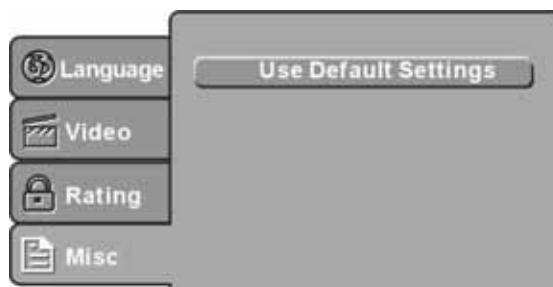 Language
Use Default Settings
Video
Rating
Misc